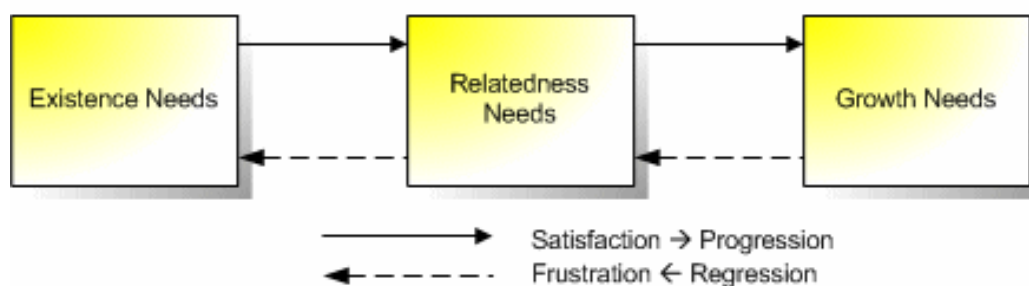 Existence Needs
Relatedness
Needs
Growth Needs
Satisfaction → Progression
Frustration ← Regression